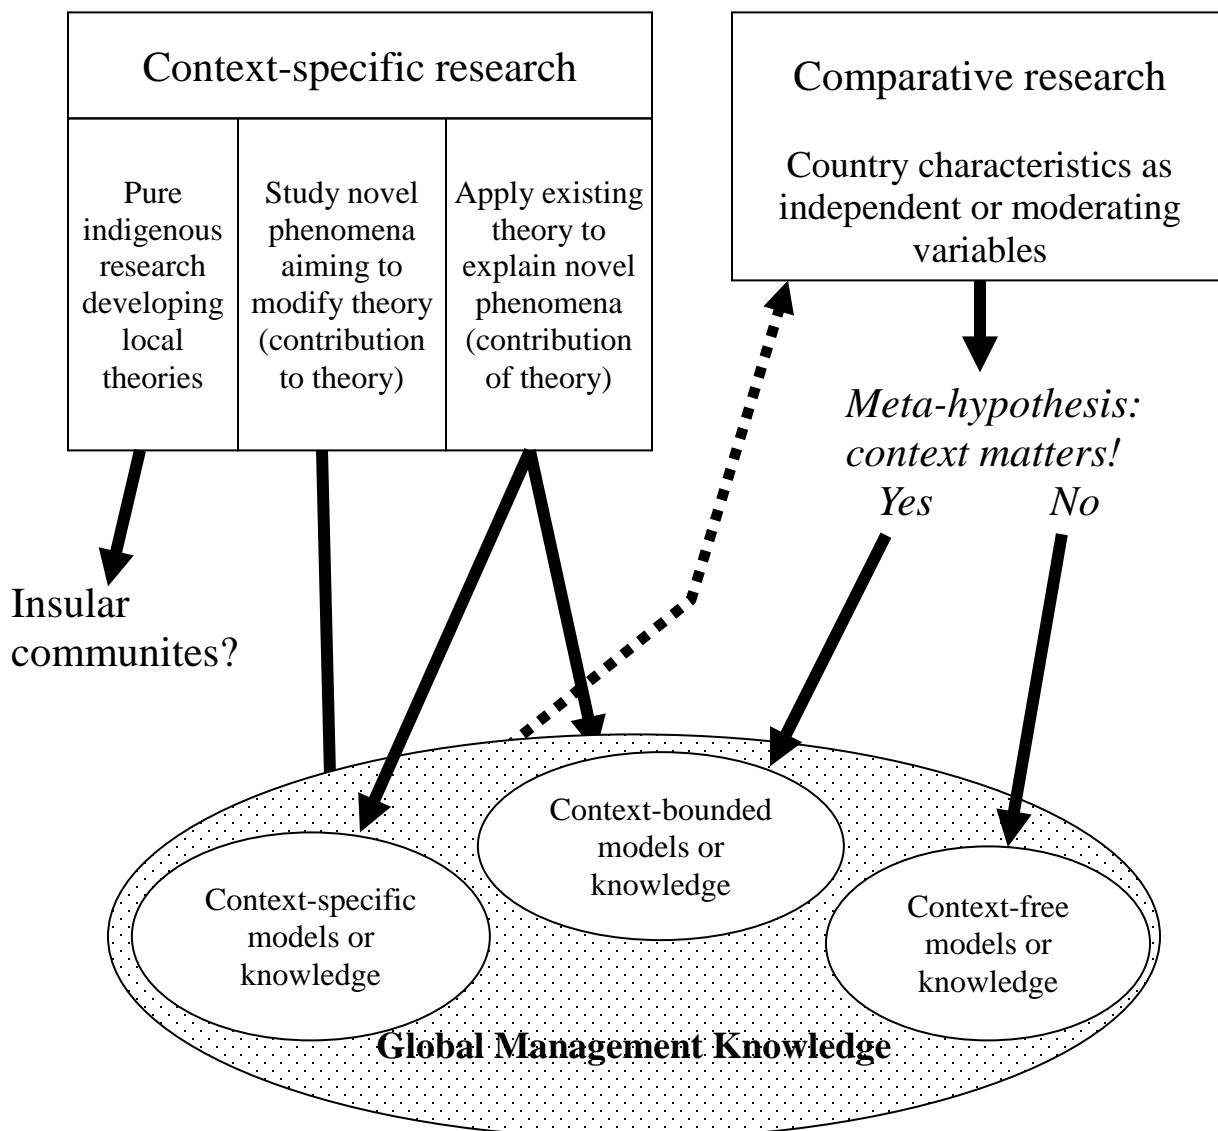 Context-specific research
Pure
indigenous
research
developing
local
theories
Study novel
phenomena
aiming to
modify theory
(contribution
to theory)
Apply existing
theory to
explain novel
phenomena
(contribution
of theory)
Comparative research
Country characteristics as
independent or moderating
variables
Meta-hypothesis:
context matters!
Yes No
Insular
communites?
Context-specific
models or
knowledge
Context-bounded
models or
knowledge
Context-free
models or
knowledge
Global Management Knowledge